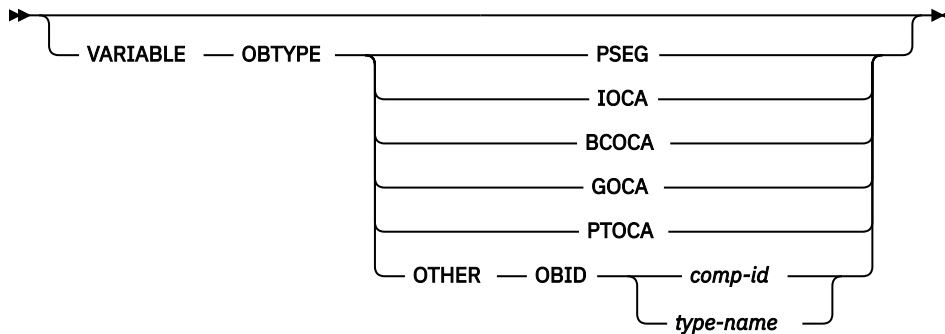 VARIABLE OBTYPE PSEG
IOCA
BCOCA
GOCA
PTOCA
OTHER OBID comp-id
type-name